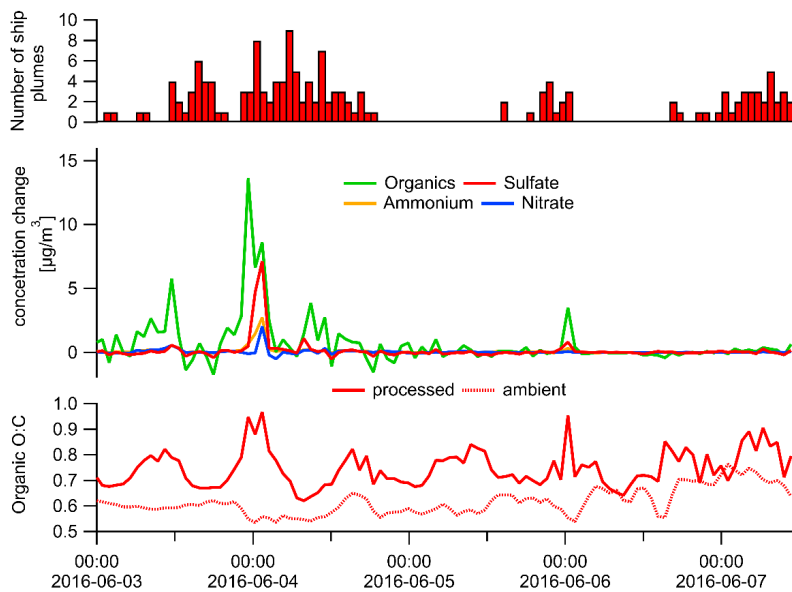 Number of ship
plumes
10
8
6
4
2
0
concetration change
[µg/m³]
15
10
5
0
Organics
Sulfate
Ammonium
Nitrate
processed
ambient
Organic O:C
1.0
0.9
0.8
0.7
0.6
0.5
00:00
2016-06-03
00:00
2016-06-04
00:00
2016-06-05
00:00
2016-06-06
00:00
2016-06-07